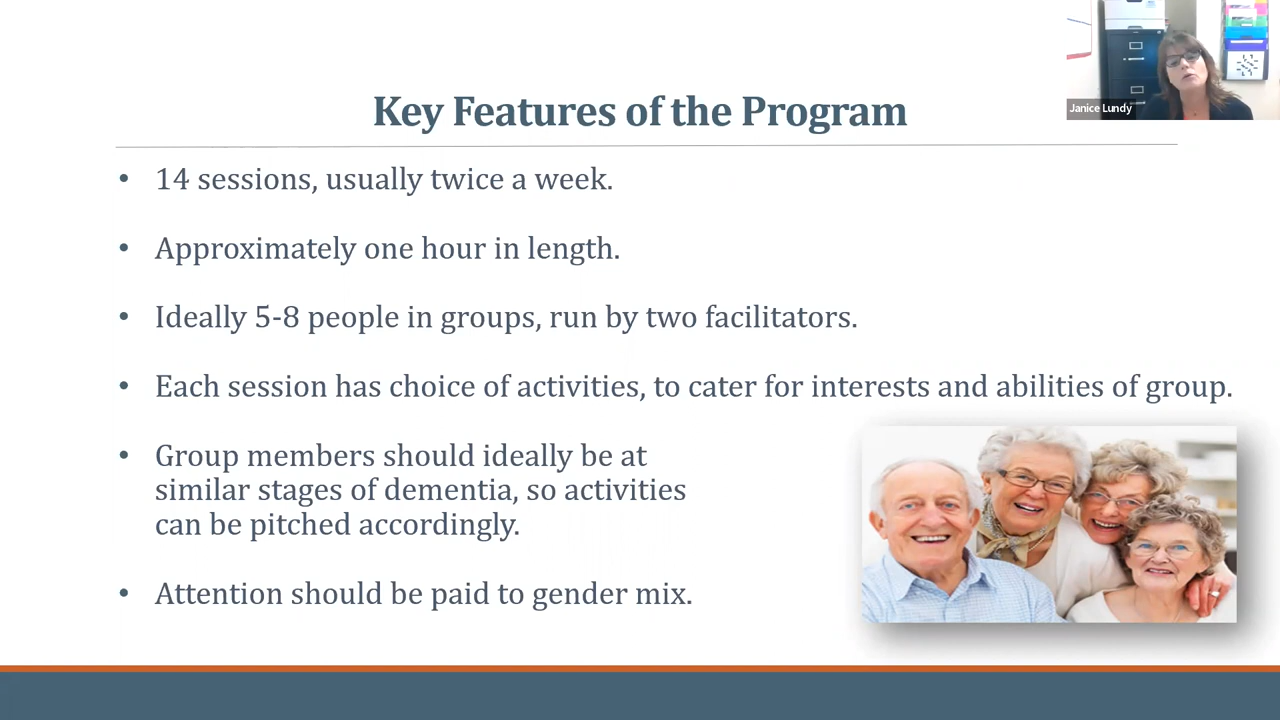 Key Features of the Program
Janice Lundy
• 14 sessions, usually twice a week.
• Approximately one hour in length.
• Ideally 5-8 people in groups, run by two facilitators.
• Each session has choice of activities, to cater for interests and abilities of group.
• Group members should ideally be at
similar stages of dementia, so activities
can be pitched accordingly.
• Attention should be paid to gender mix.